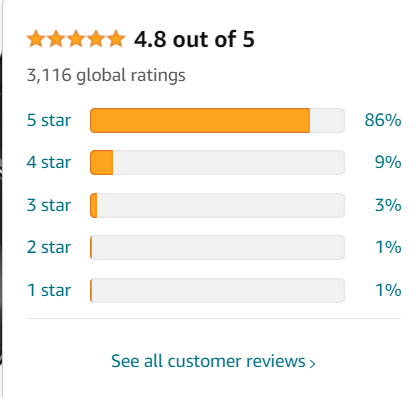 4.8 out of 5
3,116 global ratings
5 star 86%
4 star 9%
3 star 3%
2 star 1%
1 star 1%
See all customer reviews ›